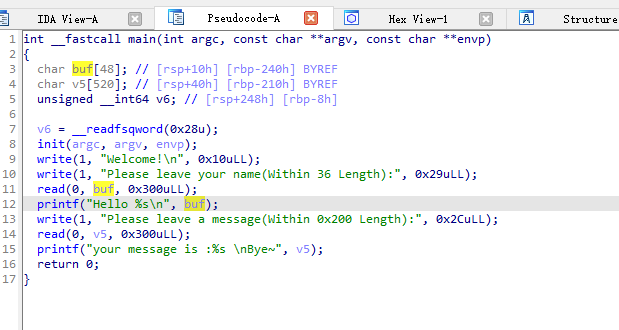 IDA View-A Pseudocode-A Hex View-1 Structure
1 int __fastcall main(int argc, const char **argv, const char **envp)
2 {
3 char buf[48]; // [rsp+10h] [rbp-240h] BYREF
4 char v5[520]; // [rsp+40h] [rbp-210h] BYREF
5 unsigned __int64 v6; // [rsp+248h] [rbp-8h]
6
7 v6 = __readfsqword(0x28u);
8 init(argc, argv, envp);
9 write(1, "Welcome!\n", 0x10uLL);
10 write(1, "Please leave your name(Within 36 Length):", 0x29uLL);
11 read(0, buf, 0x300uLL);
12 printf("Hello %s\n", buf);
13 write(1, "Please leave a message(Within 0x200 Length):", 0x2CuLL);
14 read(0, v5, 0x300uLL);
15 printf("your message is :%s \nBye~", v5);
16 return 0;
17 }